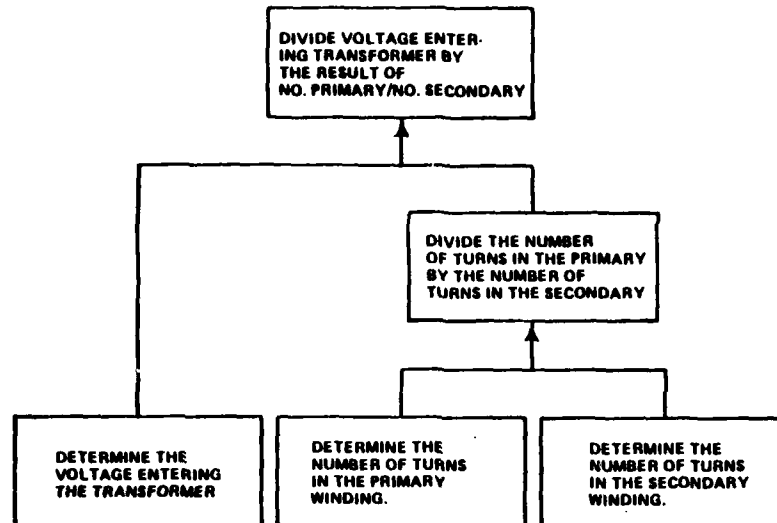 DIVIDE VOLTAGE ENTER-
ING TRANSFORMER BY
THE RESULT OF
NO. PRIMARY/NO. SECONDARY
DIVIDE THE NUMBER
OF TURNS IN THE PRIMARY
BY THE NUMBER OF
TURNS IN THE SECONDARY
DETERMINE THE
VOLTAGE ENTERING
THE TRANSFORMER
DETERMINE THE
NUMBER OF TURNS
IN THE PRIMARY
WINDING.
DETERMINE THE
NUMBER OF TURNS
IN THE SECONDARY
WINDING.